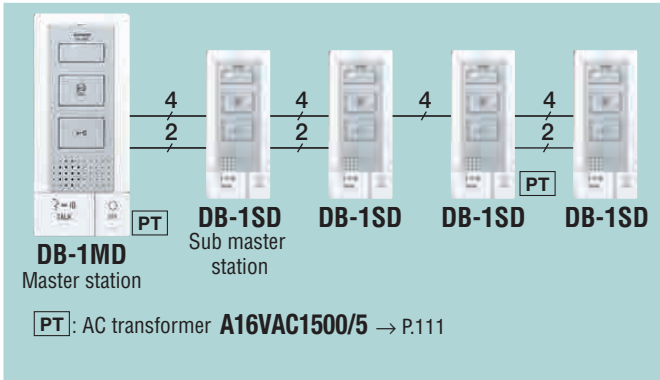 4 4 4 4
2 2 2
TALK
PT PT
DB-1MD DB-1SD DB-1SD DB-1SD DB-1SD
Master station Sub master
station
PT: AC transformer A16VAC1500/5 → P.111